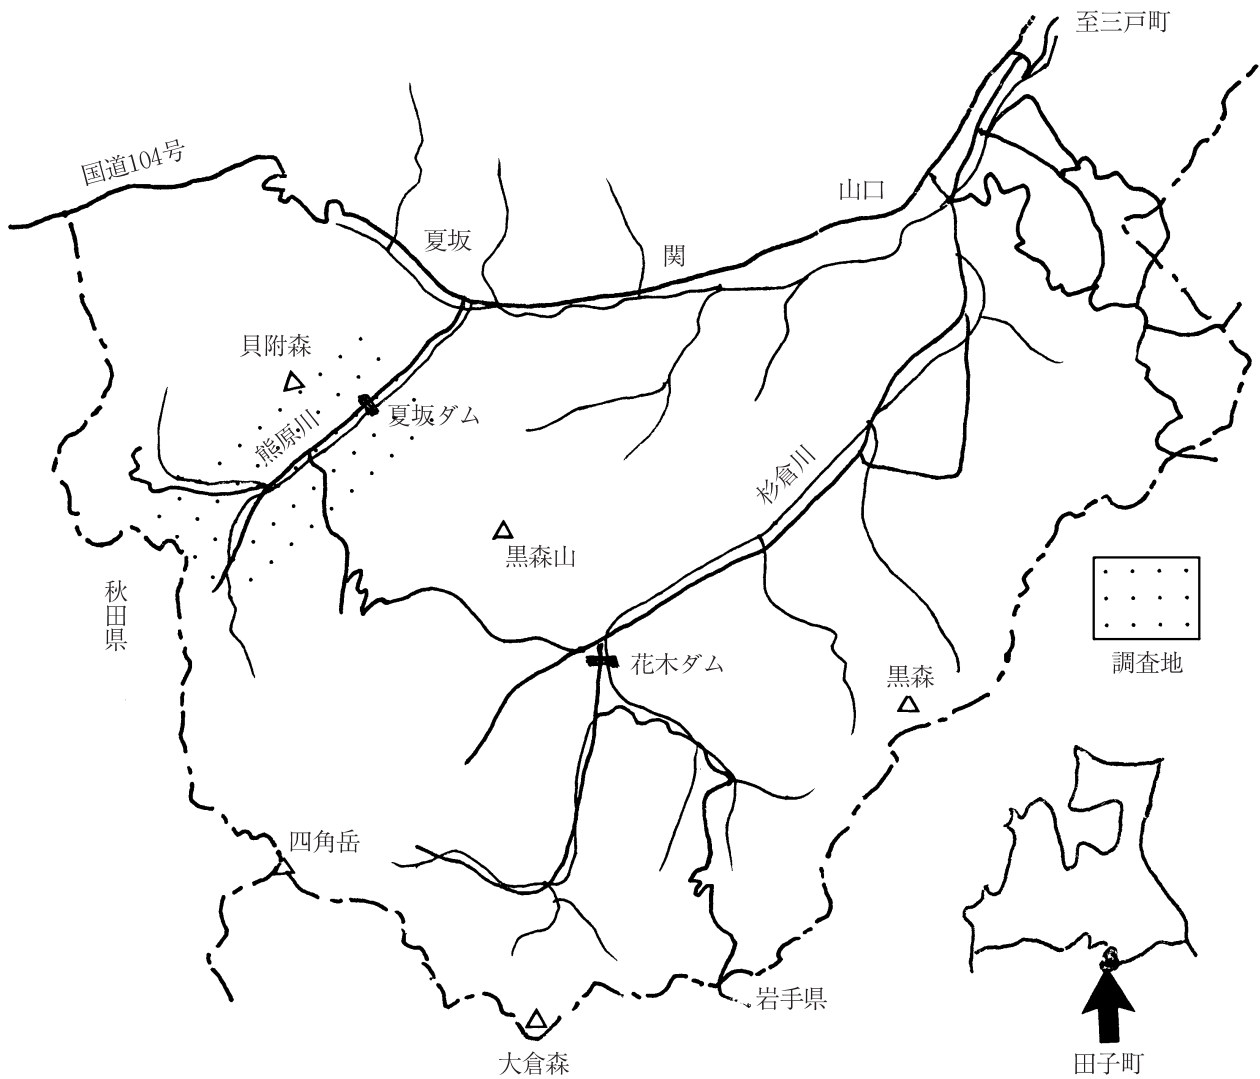 至三戸町
国道104号
山口
夏坂
関
貝附森
夏坂ダム
熊原川
杉倉川
黒森山
秋田県
花木ダム
調査地
黒森
四角岳
岩手県
大倉森
田子町